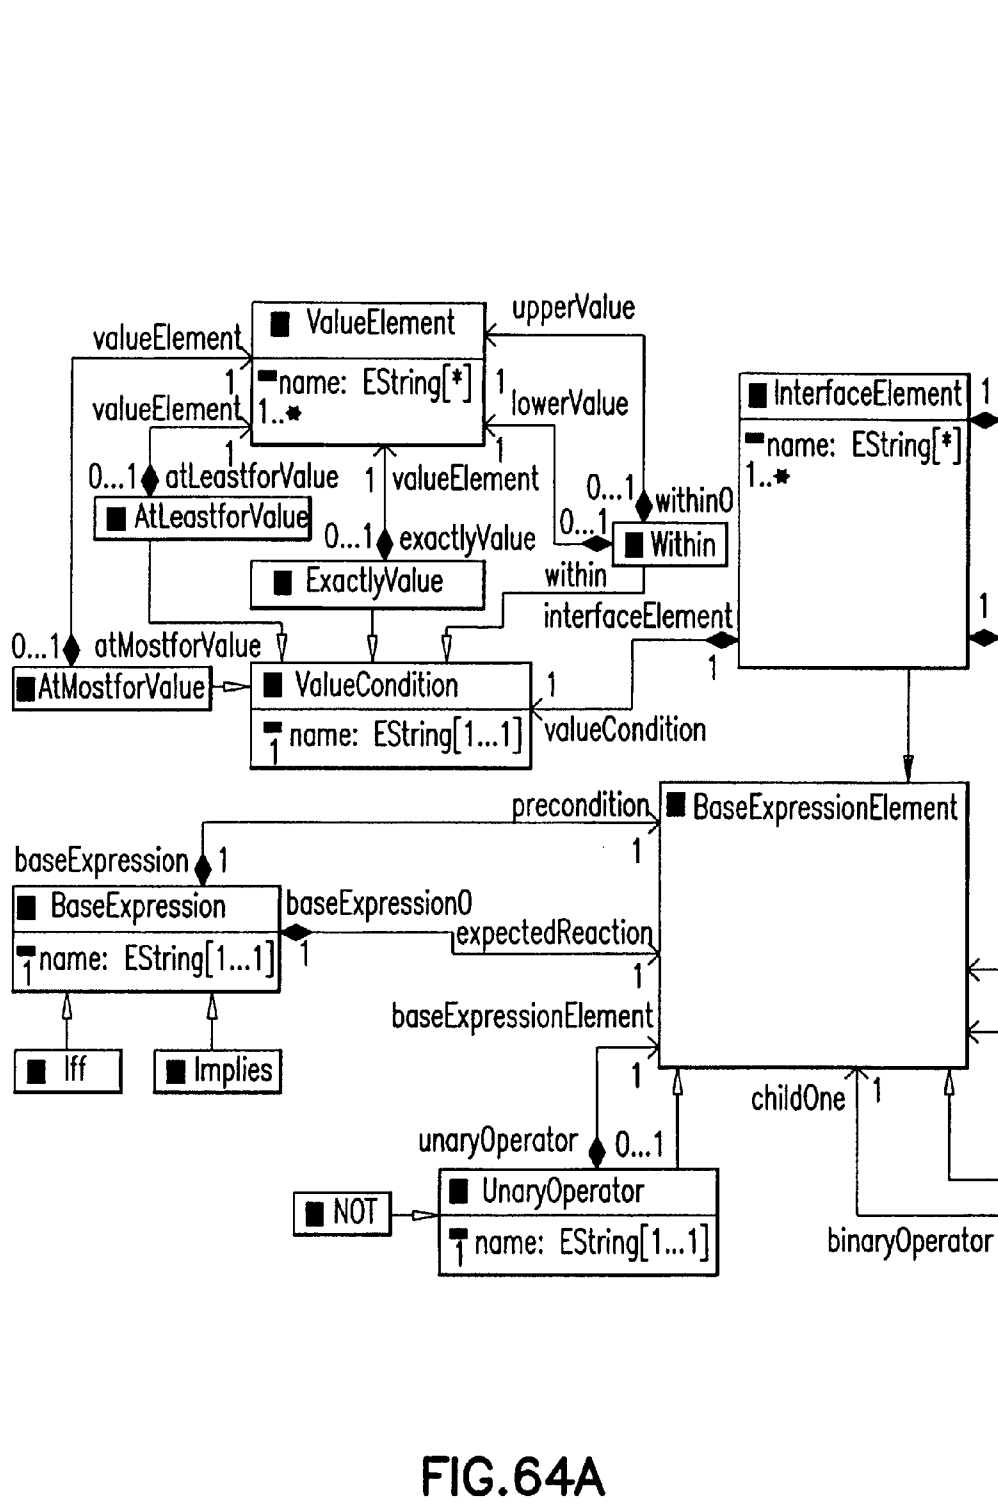 upperValue
ValueElement
valueElement
1
name: EString[*]
1..*
1
lowerValue
valueElement
1
1
InterfaceElement
1
name: EString[*]
1..*
0...1
atLeastforValue
1
valueElement
0...1
within0
AtLeastforValue
0...1
exactlyValue
0...1
Within
ExactlyValue
within
interfaceElement
1
0...1
atMostforValue
1
AtMostforValue
ValueCondition
1
name: EString[1...1]
1
valueCondition
precondition
BaseExpressionElement
1
baseExpression
1
BaseExpression
baseExpression0
1
expectedReaction
1
name: EString[1...1]
1
baseExpressionElement
1
Iff
Implies
childOne
1
unaryOperator
0...1
NOT
UnaryOperator
name: EString[1...1]
1
binaryOperator
FIG.64A